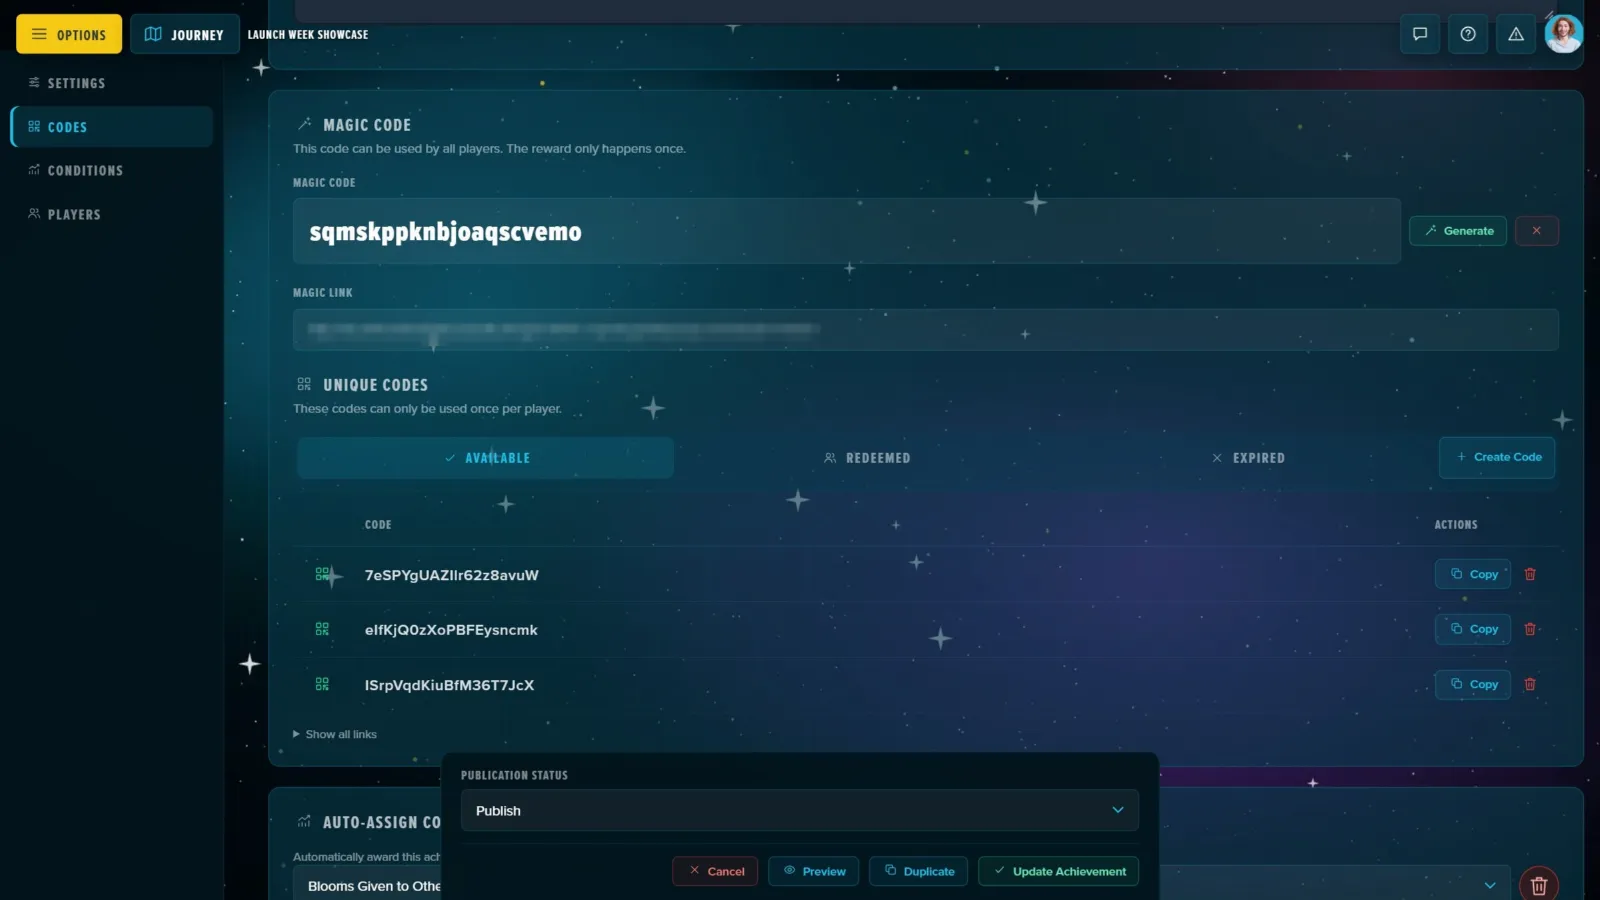 OPTIONS
JOURNEY
LAUNCH WEEK SHOWCASE
SETTINGS
CODES
CONDITIONS
PLAYERS
MAGIC CODE
This code can be used by all players. The reward only happens once.
MAGIC CODE
sqmskppknbjoaqscvemo
Generate
MAGIC LINK
UNIQUE CODES
These codes can only be used once per player.
AVAILABLE
REDEEMED
EXPIRED
Create Code
CODE
ACTIONS
7eSPYgUAZIlr62z8avuW
Copy
elfKjQ0zXoPBFEysncmk
Copy
ISrpVqdKiuBfM36T7JcX
Copy
Show all links
PUBLICATION STATUS
Publish
Cancel
Preview
Duplicate
Update Achievement
AUTO-ASSIGN CO
Automatically award this ach
Blooms Given to Othe